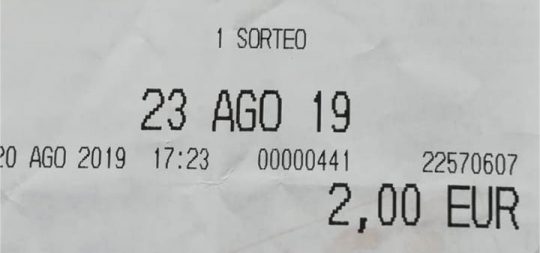 1 SORTEO
23 AGO 19
20 AGO 2019 17:23 00000441 22570607
2,00 EUR